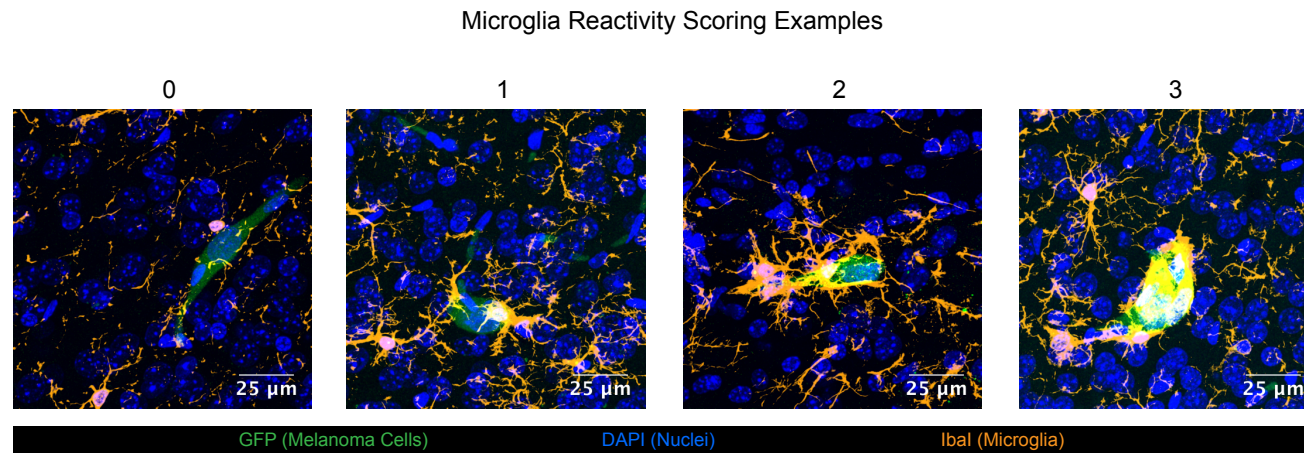 Microglia Reactivity Scoring Examples
0 1 2 3
25 µm 25 µm 25 µm 25 µm
GFP (Melanoma Cells) DAPI (Nuclei) IbaI (Microglia)